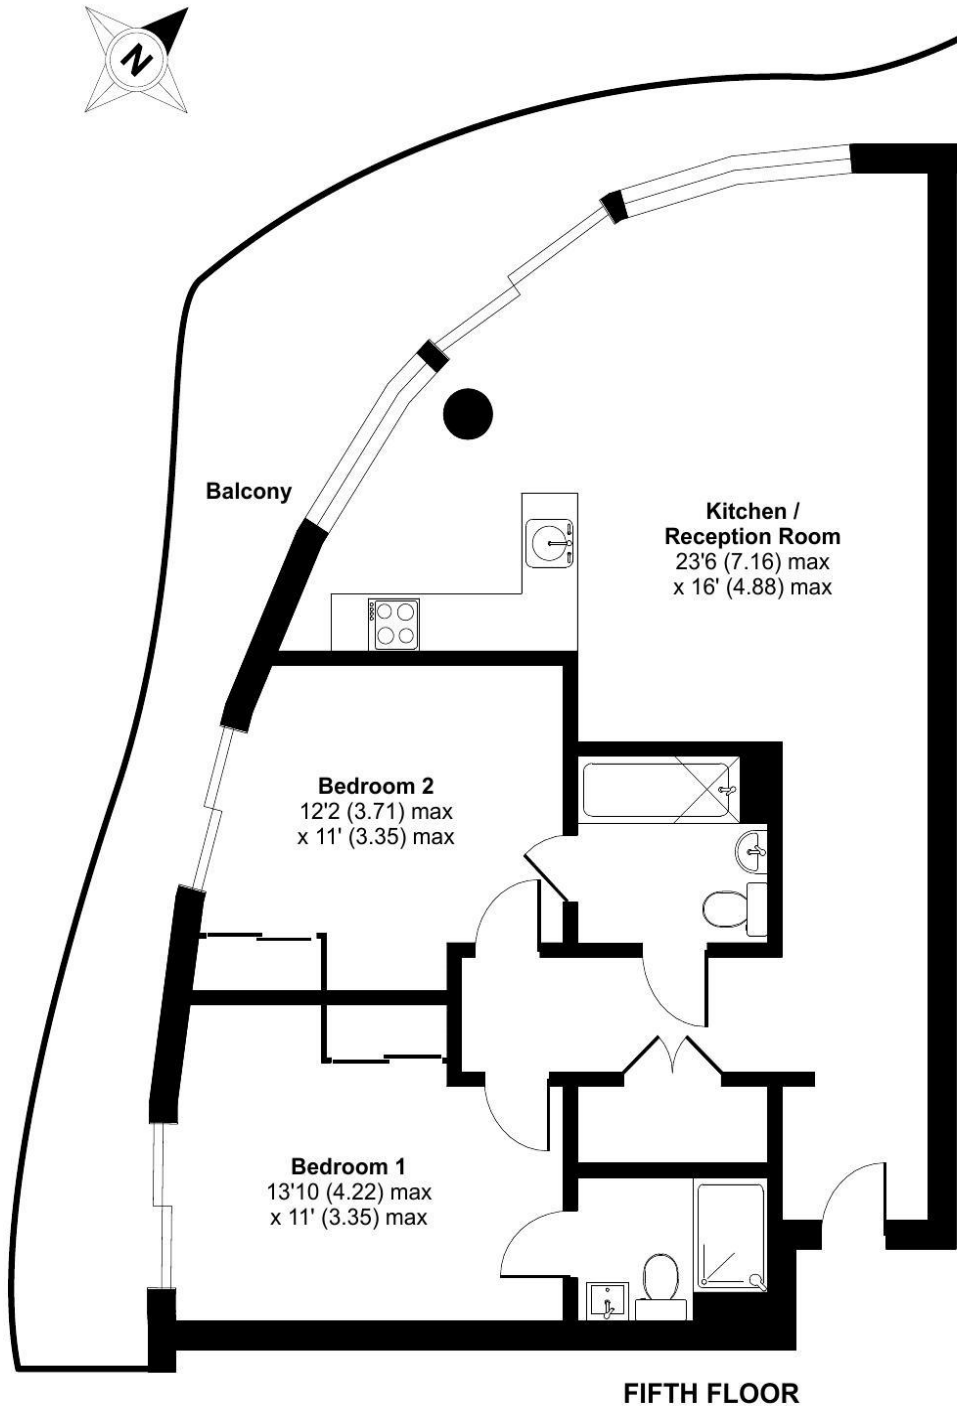 N
Balcony
Kitchen /
Reception Room
23'6 (7.16) max
x 16' (4.88) max
Bedroom 2
12'2 (3.71) max
x 11' (3.35) max
Bedroom 1
13'10 (4.22) max
x 11' (3.35) max
FIFTH FLOOR